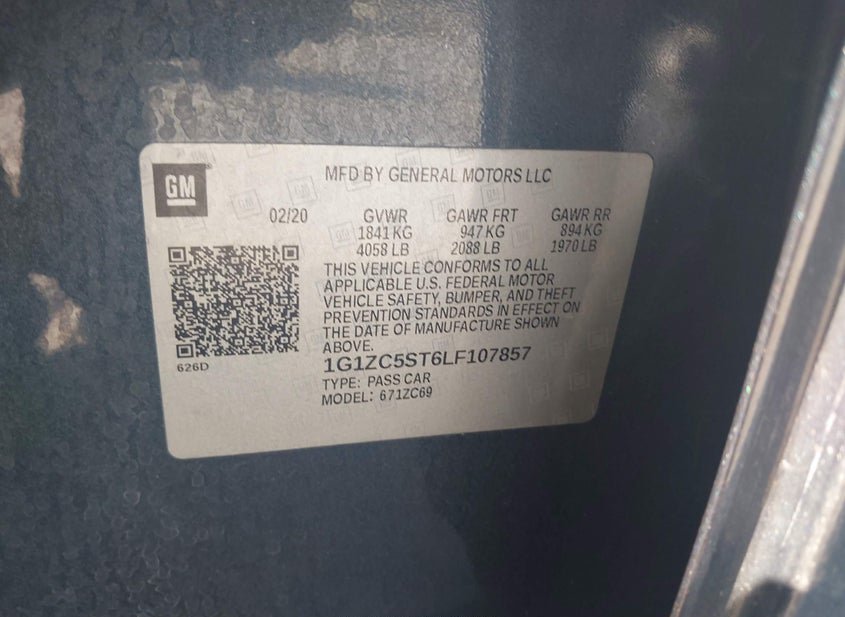 GM
MFD BY GENERAL MOTORS LLC
02/20 GVWR GAWR FRT GAWR RR
1841 KG 947 KG 894 KG
4058 LB 2088 LB 1970 LB
THIS VEHICLE CONFORMS TO ALL
APPLICABLE U.S. FEDERAL MOTOR
VEHICLE SAFETY, BUMPER, AND THEFT
PREVENTION STANDARDS IN EFFECT ON
THE DATE OF MANUFACTURE SHOWN
ABOVE.
626D
1G1ZC5ST6LF107857
TYPE: PASS CAR
MODEL: 671ZC69